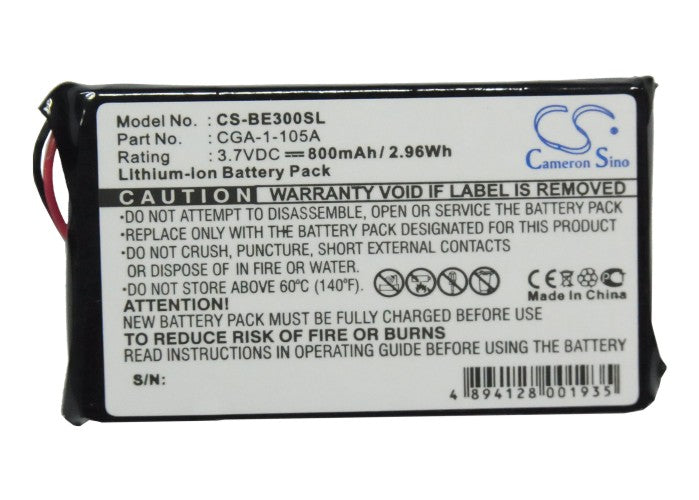 Model No. : CS-BE300SL
P/N : CGA-1-105A
Rating : 3.7VDC ⎓ 800mAh/ 2.96Wh
Lithium-ion Battery Pack
CS
Cameron Sino
CAUTION! WARRANTY VOID IF LABEL IS REMOVED
•DO NOT ATTEMPT TO DISASSEMBLE, OPEN OR SERVICE THE BATTERY PACK
•REPLACE WITH THE BATTERY PACK DESIGNATED FOR THIS PRODUCT
•DO NOT CRUSH, PUNCTURE, SHORT EXTERNAL CONTACTS
OR DISPOSE OF IN FIRE OR WATER.
•DO NOT STORE ABOVE 60°C (140°F).
CE
Made In China
ATTENTION!
NEW BATTERY PACK MUST BE FULLY CHARGED BEFORE USE
TO REDUCE RISK OF FIRE OR BURNS
READ INSTRUCTIONS ON OPERATING GUIDE BEFORE USING THE BATTERY
S/N:
4 894128 001935